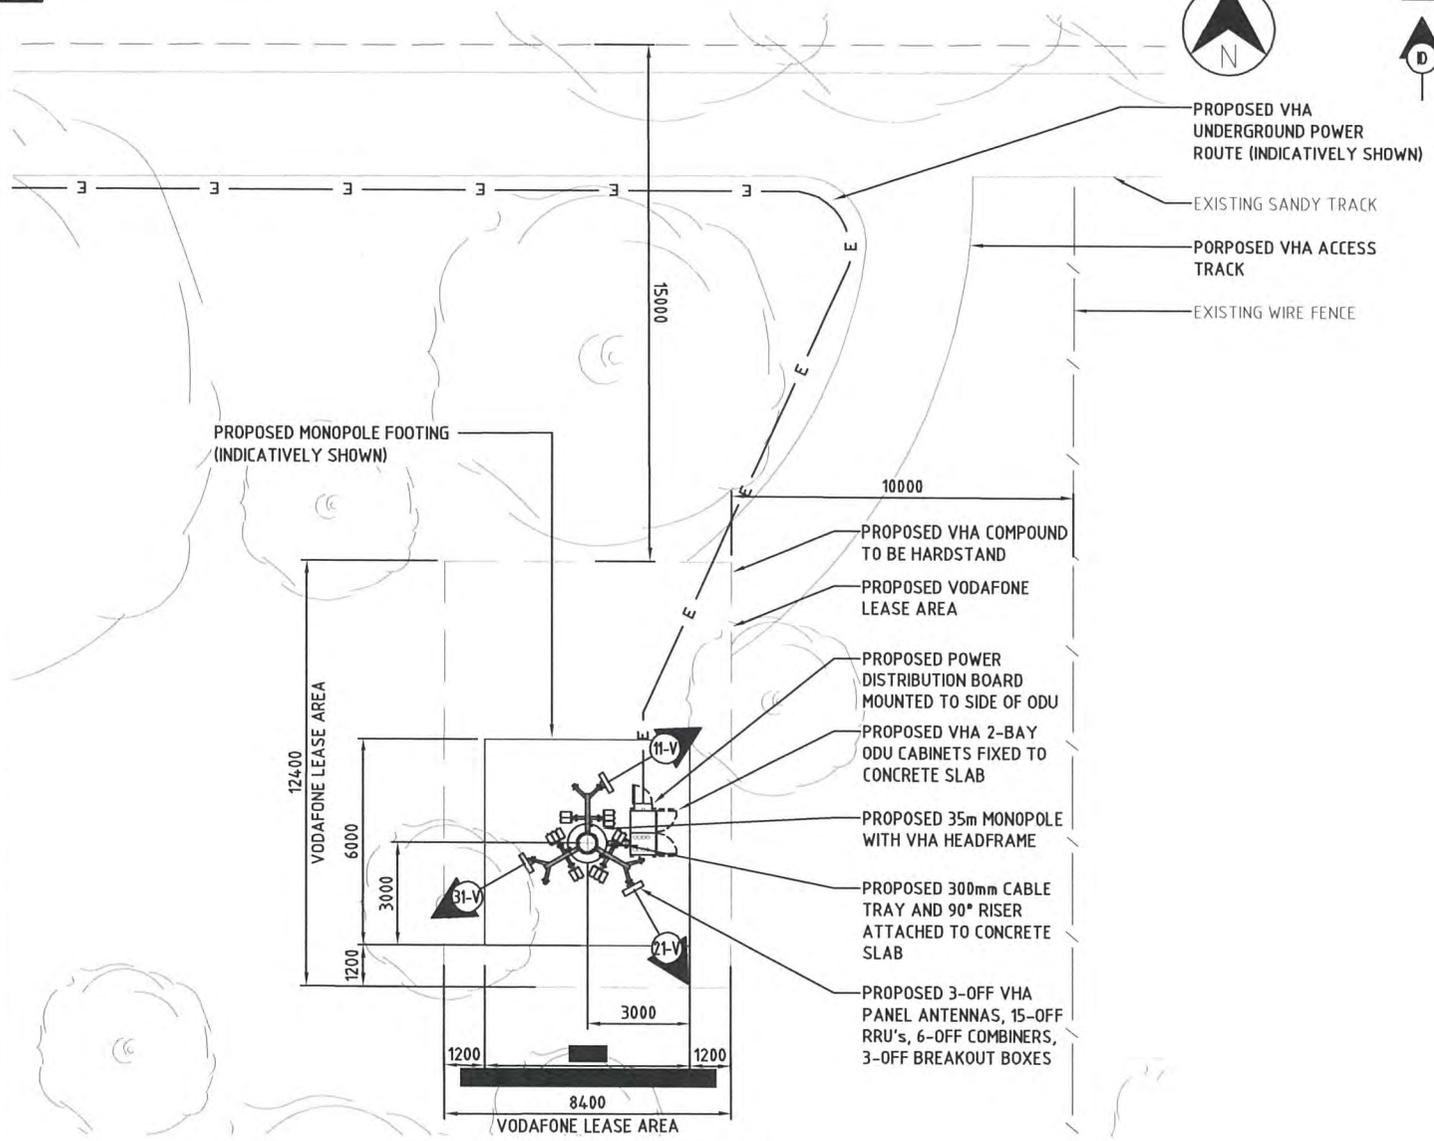 N
ID
PROPOSED VHA
UNDERGROUND POWER
ROUTE (INDICATIVELY SHOWN)
E E E E E E
EXISTING SANDY TRACK
E
PORPOSED VHA ACCESS
TRACK
15000
EXISTING WIRE FENCE
E
PROPOSED MONOPOLE FOOTING
(INDICATIVELY SHOWN)
E
10000
PROPOSED VHA COMPOUND
TO BE HARDSTAND
PROPOSED VODAFONE
LEASE AREA
E
PROPOSED POWER
DISTRIBUTION BOARD
MOUNTED TO SIDE OF ODU
E
11-V
PROPOSED VHA 2-BAY
ODU CABINETS FIXED TO
CONCRETE SLAB
12400
VODAFONE LEASE AREA
6000
3000
1200
PROPOSED 35m MONOPOLE
WITH VHA HEADFRAME
31-V
21-V
PROPOSED 300mm CABLE
TRAY AND 90° RISER
ATTACHED TO CONCRETE
SLAB
PROPOSED 3-OFF VHA
PANEL ANTENNAS, 15-OFF
RRU's, 6-OFF COMBINERS,
3-OFF BREAKOUT BOXES
3000
1200
1200
8400
VODAFONE LEASE AREA